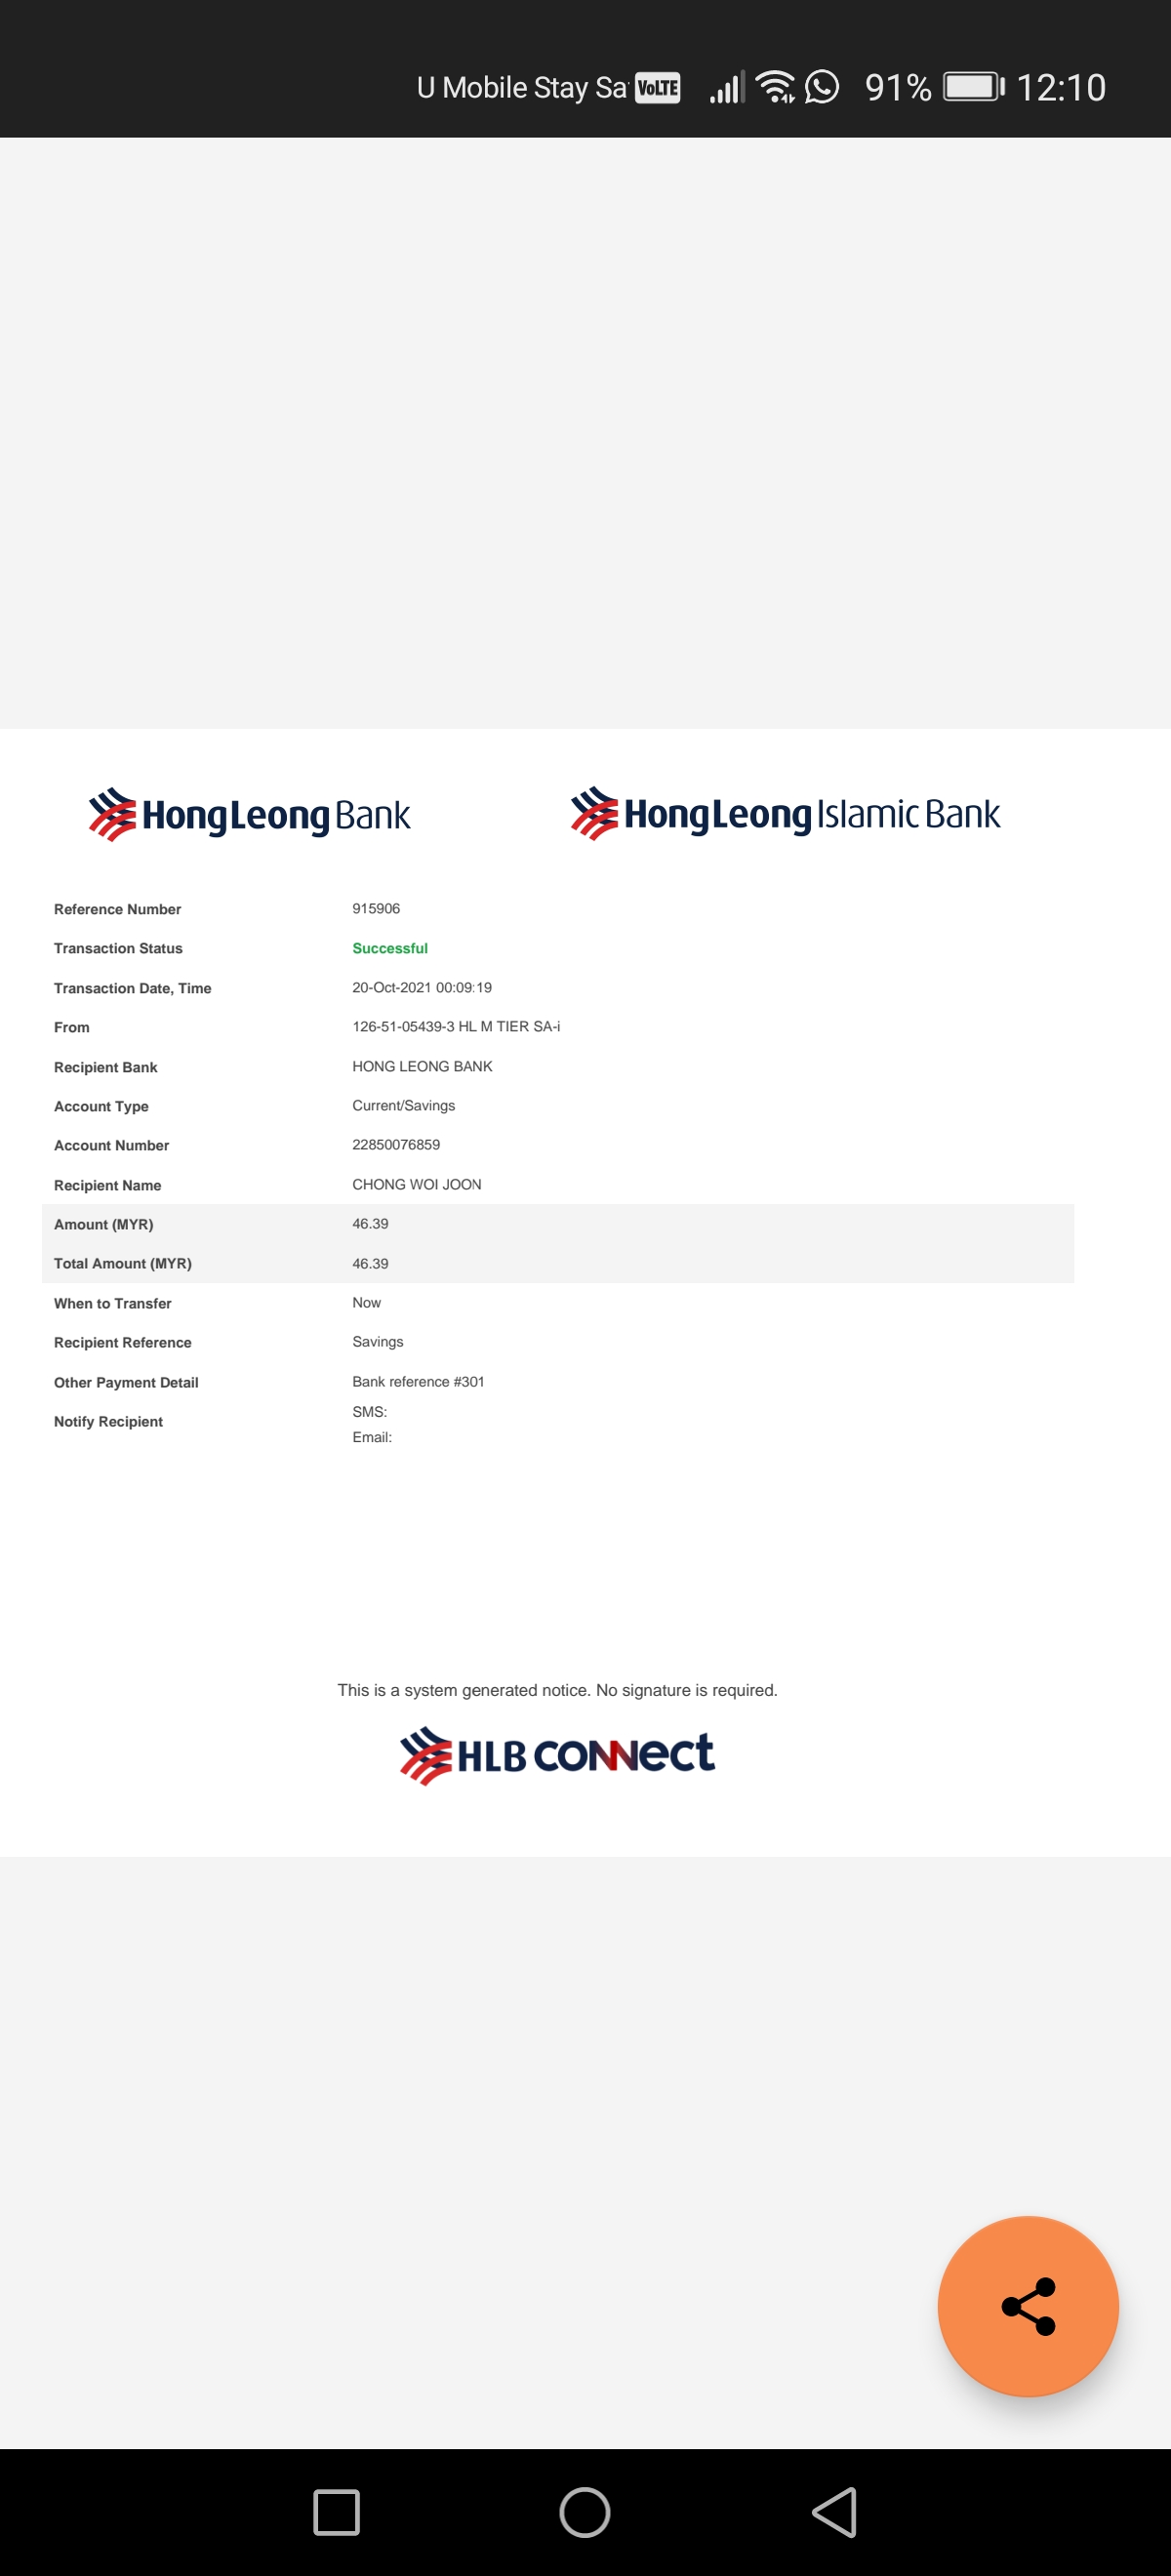 U Mobile Stay Sa VoLTE 91% 12:10
HongLeong Bank HongLeong Islamic Bank
Reference Number 915906
Transaction Status Successful
Transaction Date, Time 20-Oct-2021 00:09:19
From 126-51-05439-3 HL M TIER SA-i
Recipient Bank HONG LEONG BANK
Account Type Current/Savings
Account Number 22850076859
Recipient Name CHONG WOI JOON
Amount (MYR) 46.39
Total Amount (MYR) 46.39
When to Transfer Now
Recipient Reference Savings
Other Payment Detail Bank reference #301
Notify Recipient SMS:
Email:
This is a system generated notice. No signature is required.
HLB CONNect